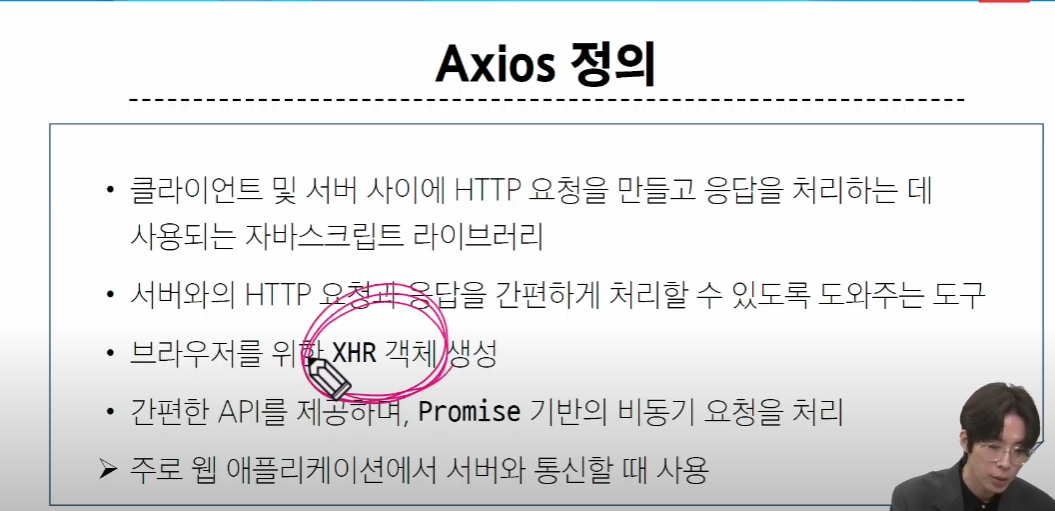 Axios 정의
• 클라이언트 및 서버 사이에 HTTP 요청을 만들고 응답을 처리하는 데
사용되는 자바스크립트 라이브러리
• 서버와의 HTTP 요청과 응답을 간편하게 처리할 수 있도록 도와주는 도구
• 브라우저를 위한 XHR 객체 생성
• 간편한 API를 제공하며, Promise 기반의 비동기 요청을 처리
➢ 주로 웹 애플리케이션에서 서버와 통신할 때 사용